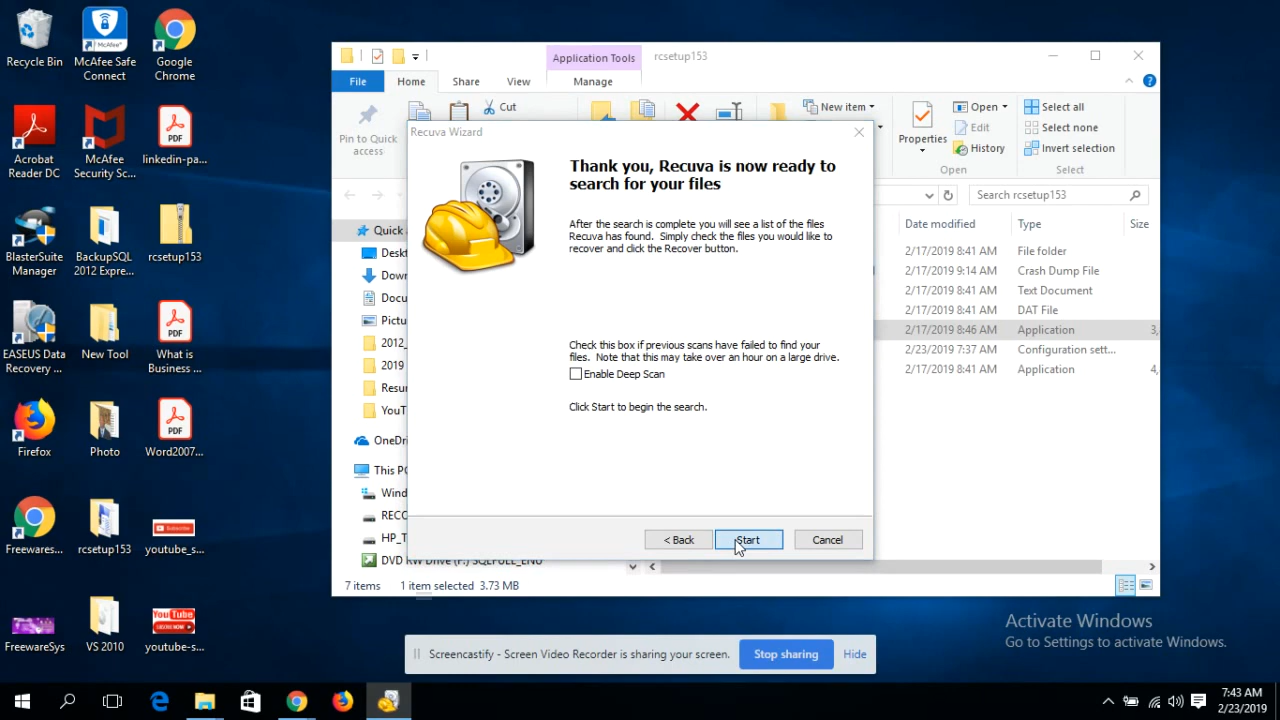 Recycle Bin
McAfee Safe
Connect
Google
Chrome
Acrobat
Reader DC
McAfee
Security Sc...
linkedin-pa...
BlasterSuite
Manager
BackupSQL
2012 Expre...
rcsetup153
EASEUS Data
Recovery ...
New Tool
What is
Business ...
Firefox
Photo
Word2007...
Freewares...
rcsetup153
youtube_s...
FreewareSys
VS 2010
youtube-s...
Application Tools
rcsetup153
File
Home
Share
View
Manage
Pin to Quick
access
Cut
New item
Properties
Open
Edit
History
Open
Select all
Select none
Invert selection
Select
Search rcsetup153
Date modified
Type
Size
2/17/2019 8:41 AM File folder
2/17/2019 9:14 AM Crash Dump File
2/17/2019 8:41 AM Text Document
2/17/2019 8:41 AM DAT File
2/17/2019 8:46 AM Application 3,
2/23/2019 7:37 AM Configuration sett...
2/17/2019 8:41 AM Application 4,
Quick
Deskt
Down
Docu
Pictur
2012_
2019
Resun
YouT
OneDri
This PC
Wind
RECO
HP_T
DVD RW Drive (F:) SQLFULL_ENU
7 items 1 item selected 3.73 MB
Recuva Wizard
Thank you, Recuva is now ready to
search for your files
After the search is complete you will see a list of the files
Recuva has found. Simply check the files you would like to
recover and click the Recover button.
Check this box if previous scans have failed to find your
files. Note that this may take over an hour on a large drive.
Enable Deep Scan
Click Start to begin the search.
< Back
Start
Cancel
Activate Windows
Go to Settings to activate Windows.
Screencastify - Screen Video Recorder is sharing your screen.
Stop sharing
Hide
7:43 AM
2/23/2019